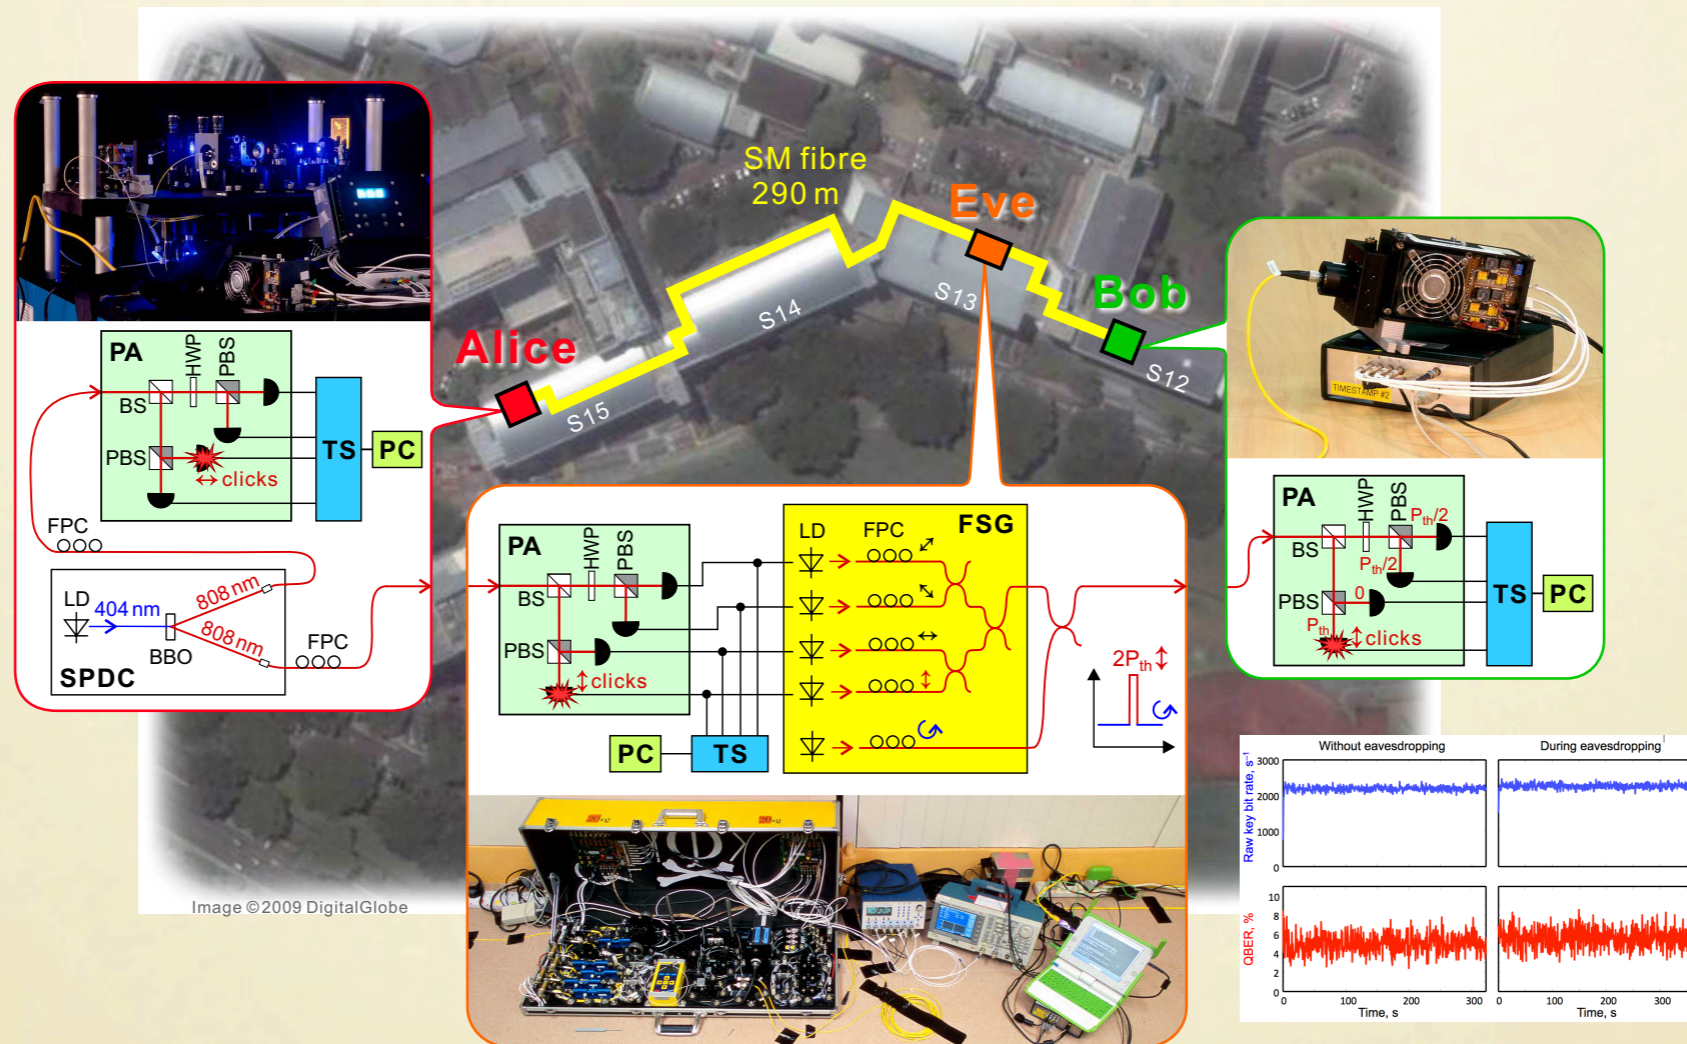 SM fibre
290 m
Eve
Alice
Bob
S15
S14
S13
S12
PA
HWP
PBS
BS
PBS
↔ clicks
TS
PC
FPC
LD
404 nm
808 nm
808 nm
BBO
SPDC
FPC
PA
HWP
PBS
BS
PBS
↕ clicks
PC
TS
LD
FPC
FSG
2Pth ↕
TIMESTAMP #2
PA
HWP
PBS
Pth/2
BS
Pth/2
PBS
0
Pth
↕ clicks
TS
PC
Without eavesdropping
During eavesdropping
Raw key bit rate, s⁻¹
3000
2000
1000
0
QBER, %
10
8
6
4
2
0
0 100 200 300
0 100 200 300
Time, s
Time, s
Image ©2009 DigitalGlobe